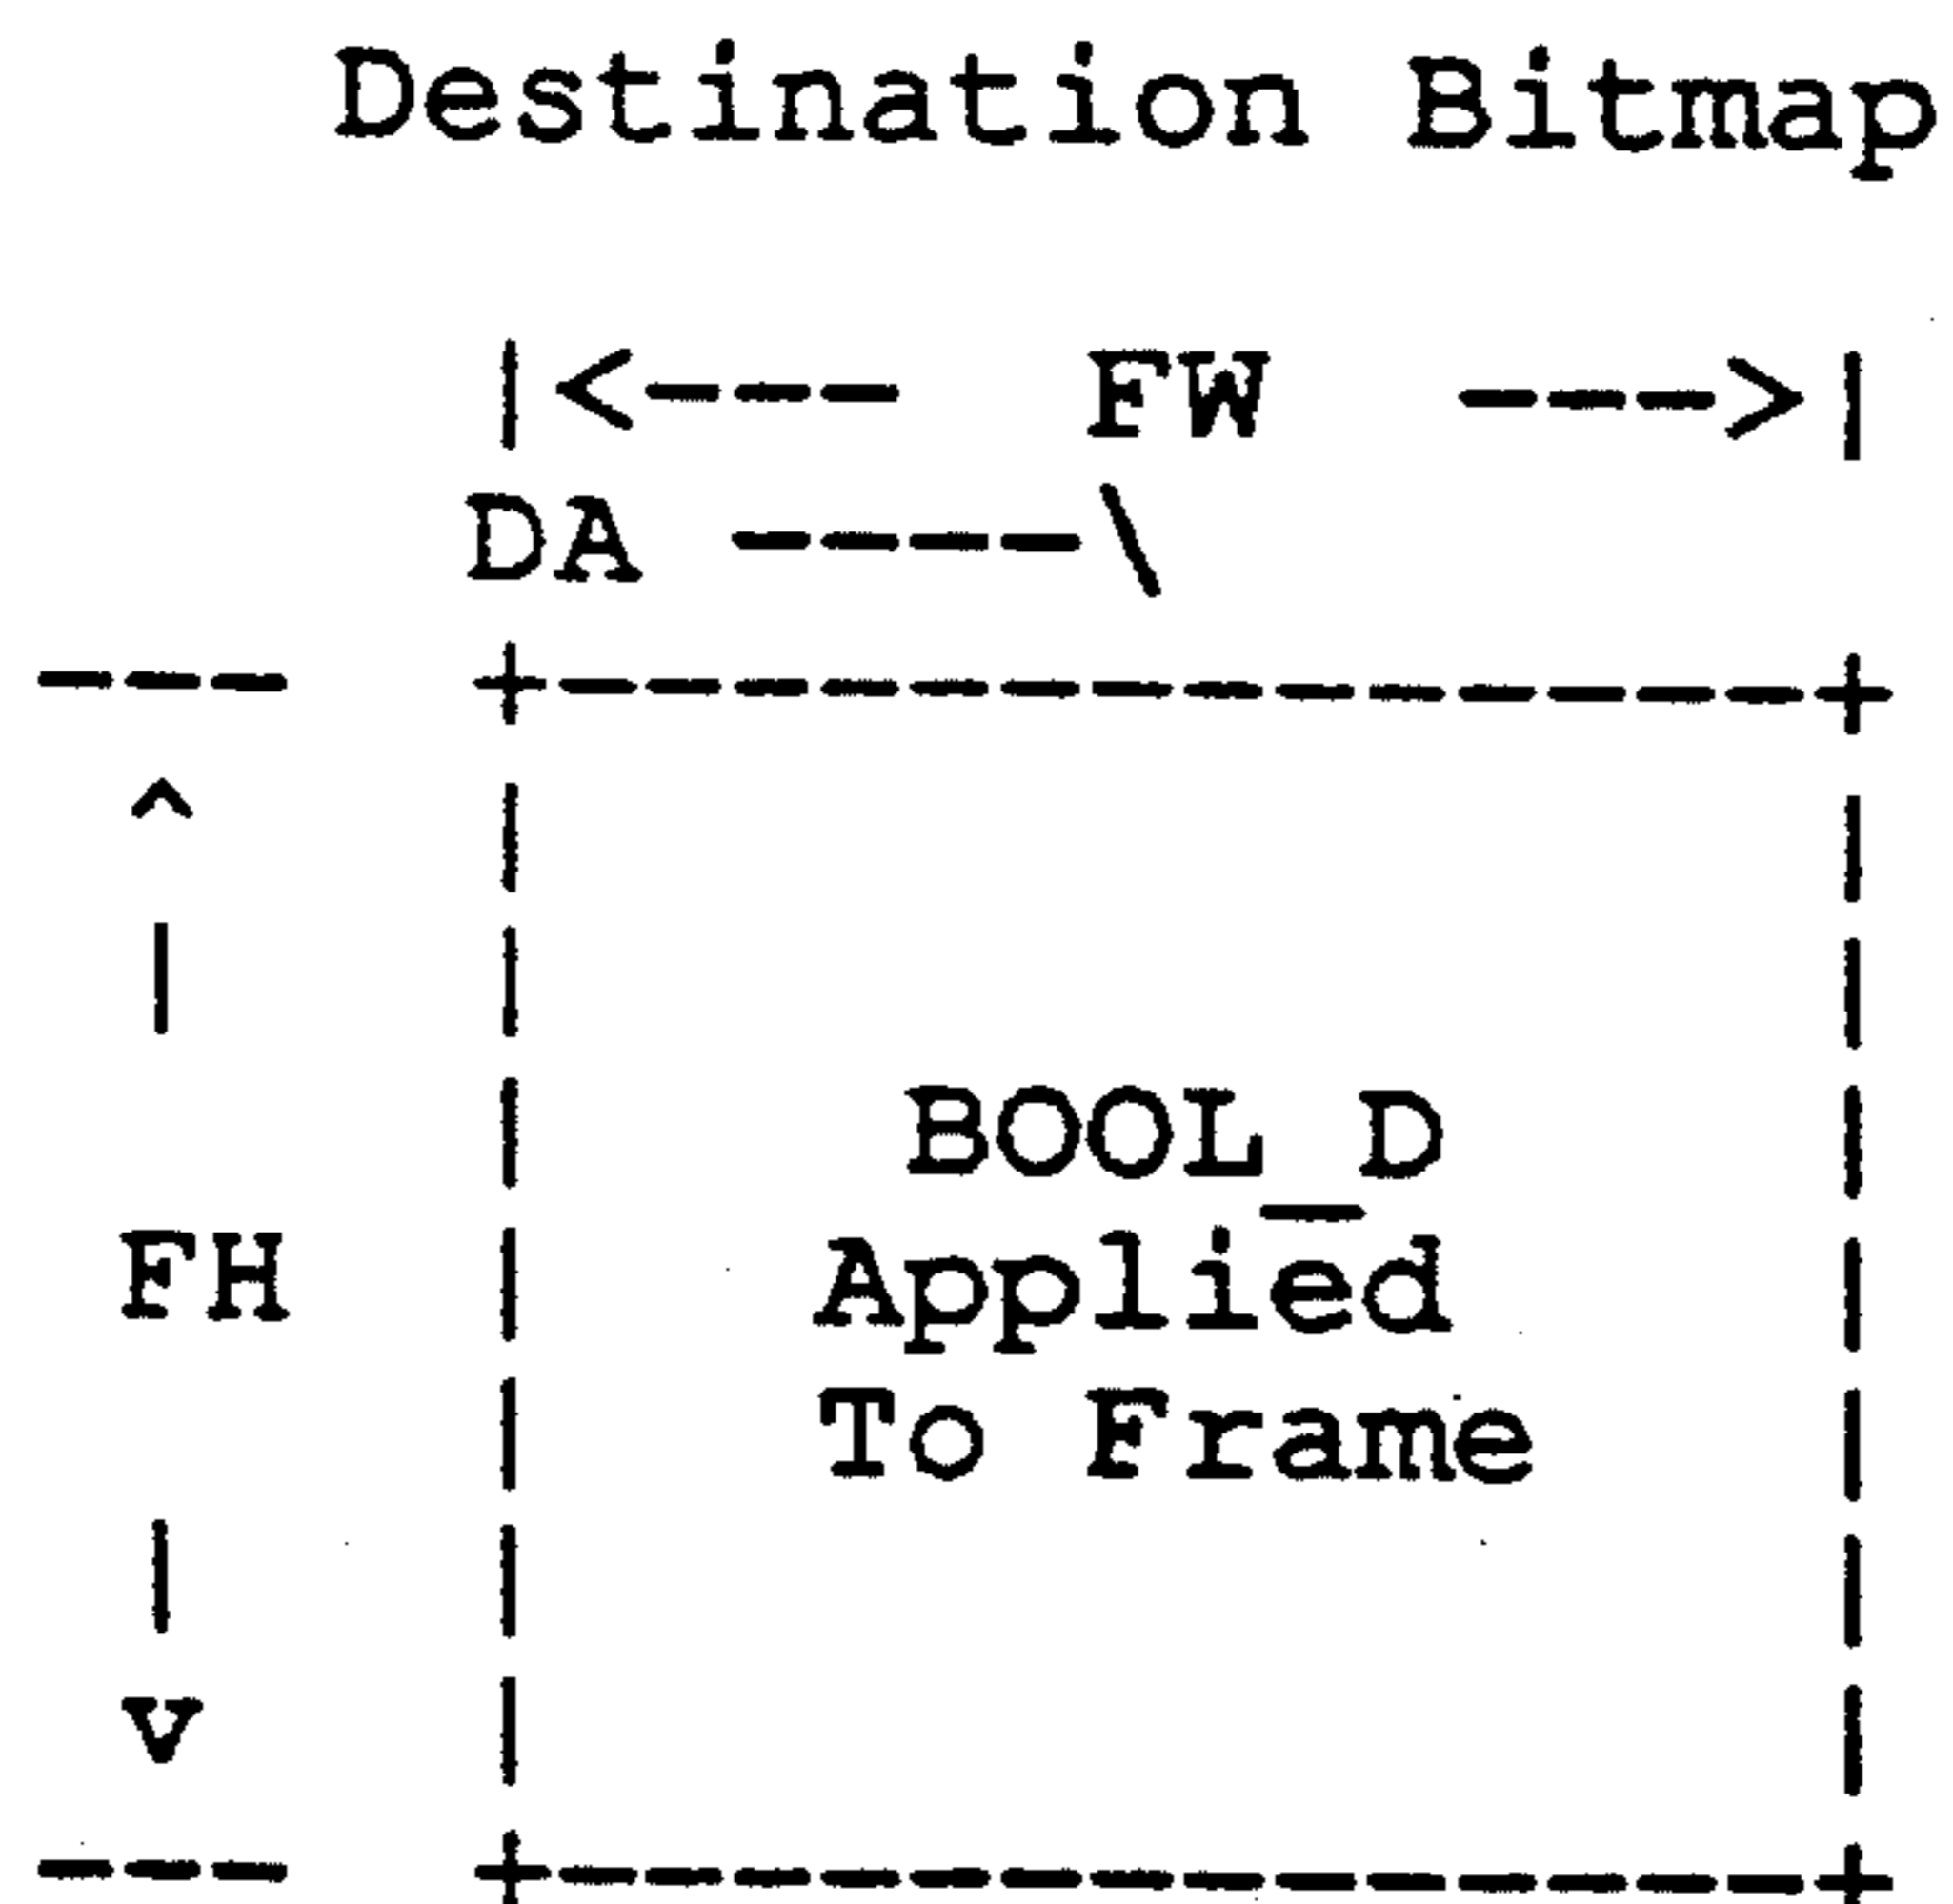 Destination Bitmap
|<--- FW --->|
DA ----\
--- +---------------+
^ | |
| | |
| BOOL_D |
FH | Applied |
| To Frame |
| | |
v | |
--- +---------------+